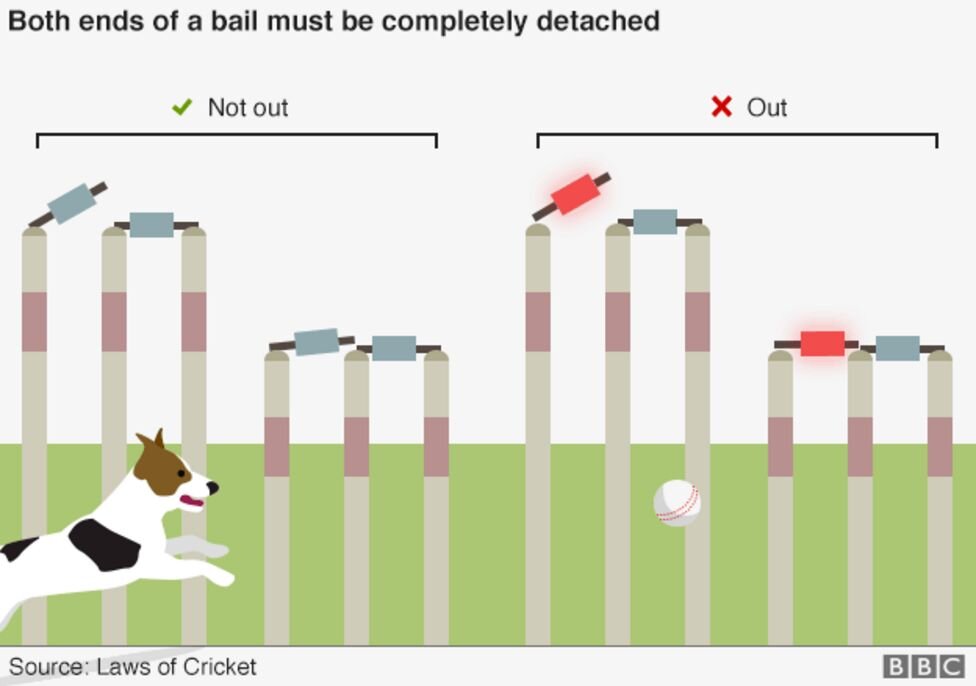 Both ends of a bail must be completely detached
Not out
Out
Source: Laws of Cricket
BBC